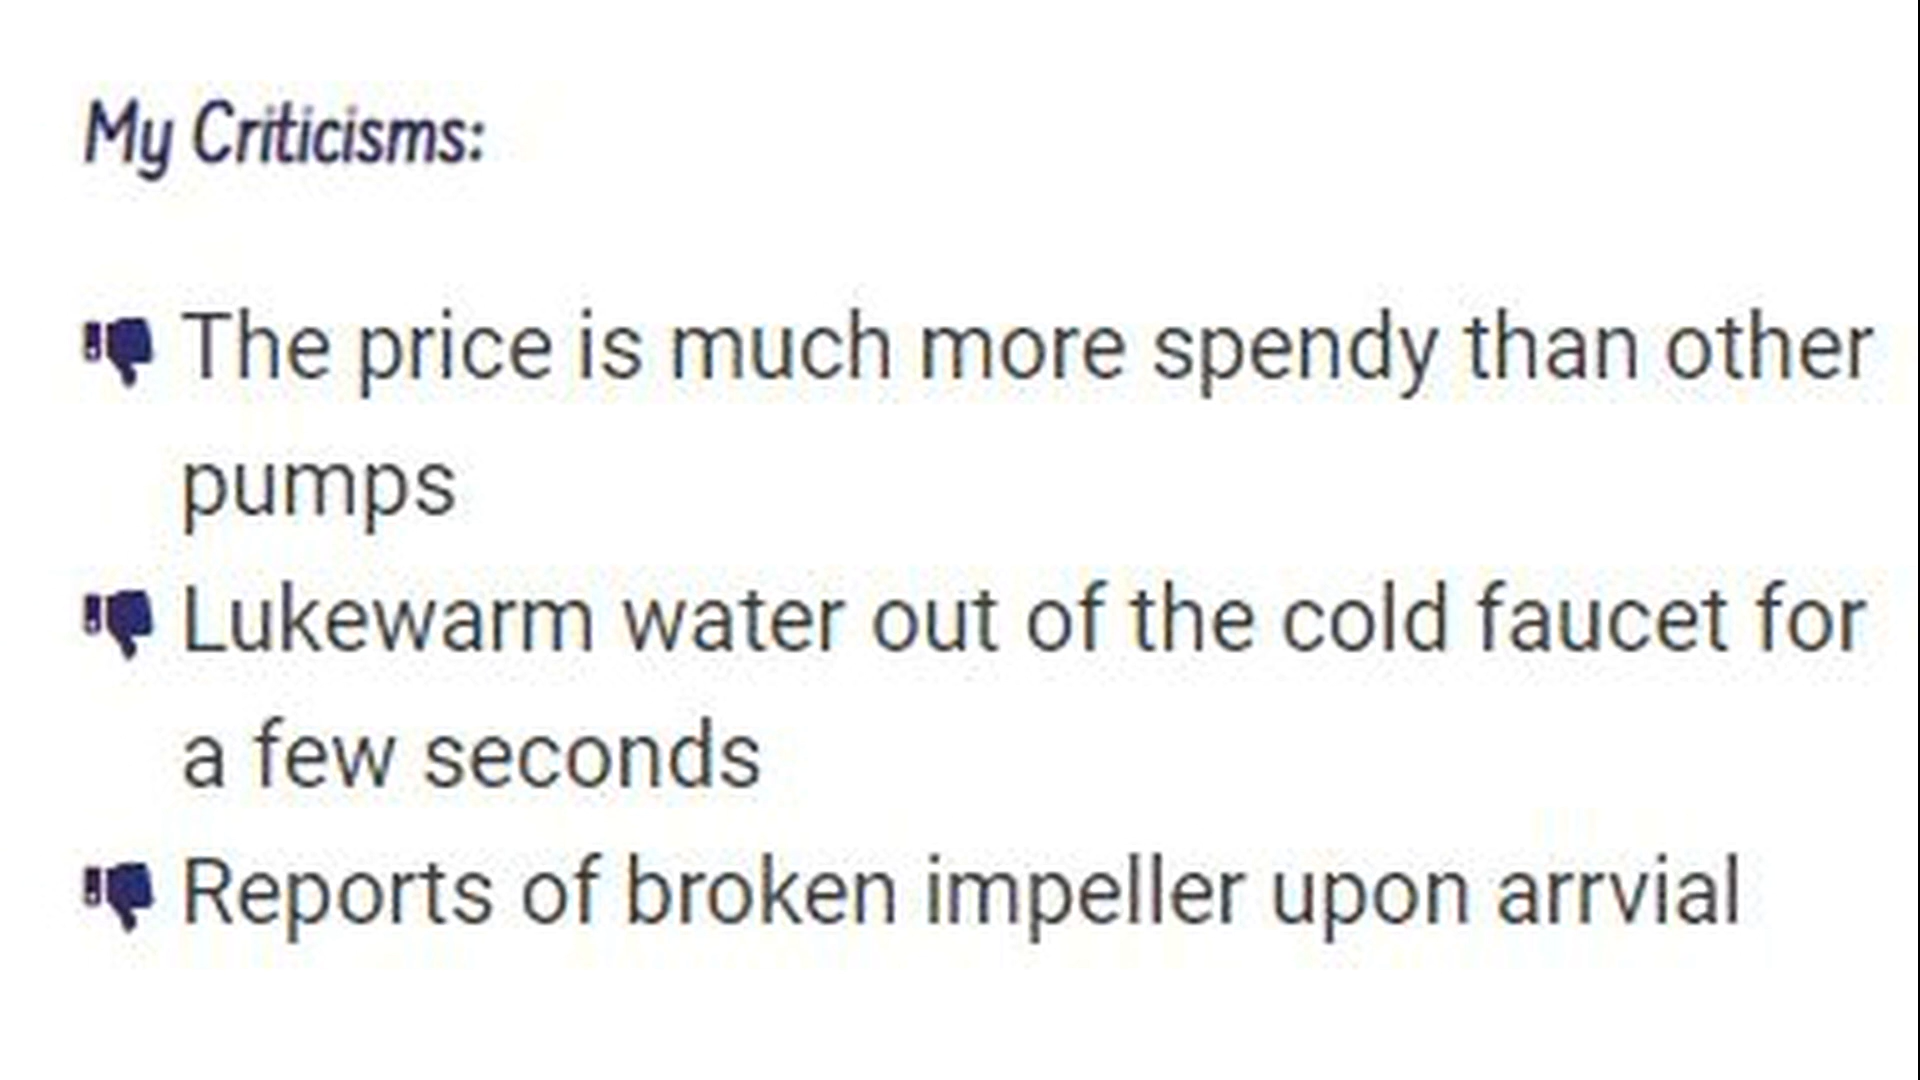 My Criticisms:
The price is much more spendy than other
pumps
Lukewarm water out of the cold faucet for
a few seconds
Reports of broken impeller upon arrvial